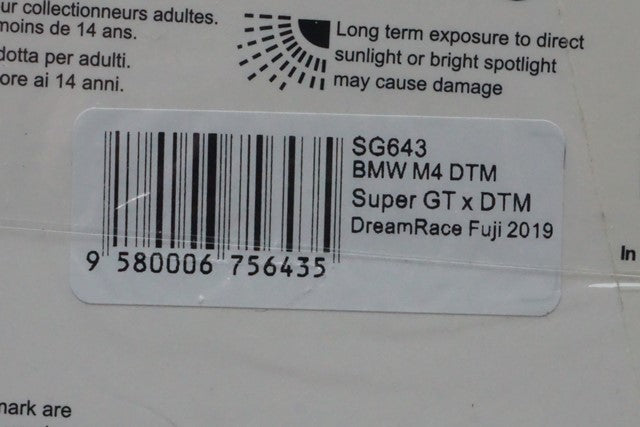 ur collectionneurs adultes.
moins de 14 ans.
dotta per adulti.
ore ai 14 anni.
Long term exposure to direct
sunlight or bright spotlight
may cause damage
SG643
BMW M4 DTM
Super GT x DTM
DreamRace Fuji 2019
9 580006 756435
In
mark are